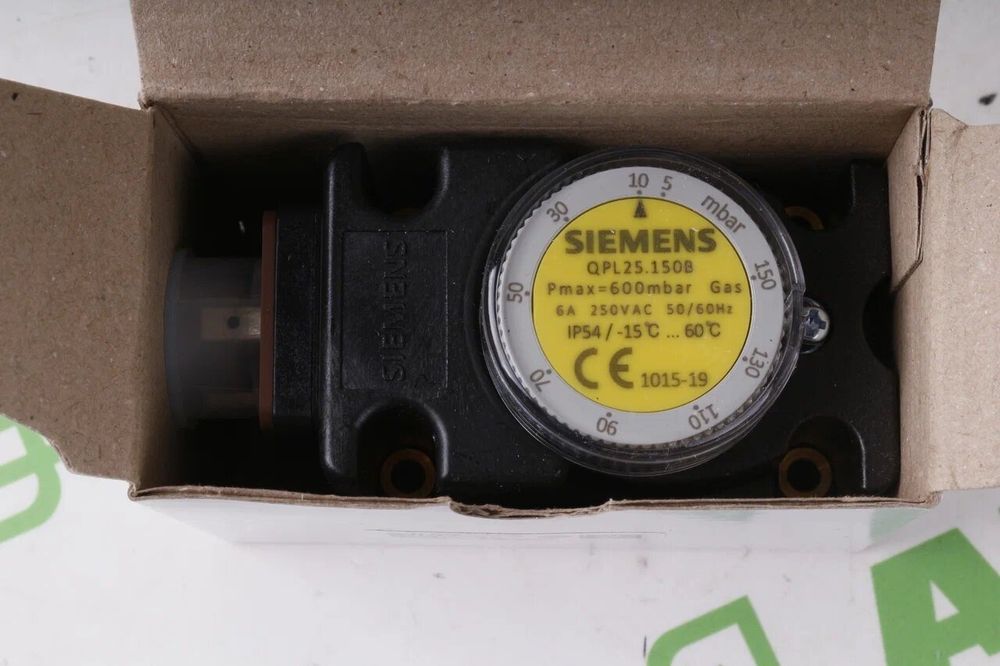 SIEMENS
10
5
mbar
30
150
50
130
70
110
90
SIEMENS
QPL25.150B
Pmax=600mbar Gas
6A 250VAC 50/60Hz
IP54 / -15℃ ... 60℃
CE 1015-19
A